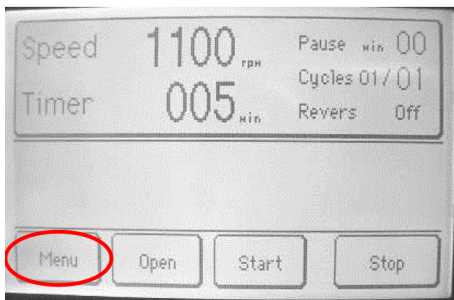 Speed 1100 rpm Pause min 00
Cycles 01/01
Timer 005 min Revers Off
Menu Open Start Stop